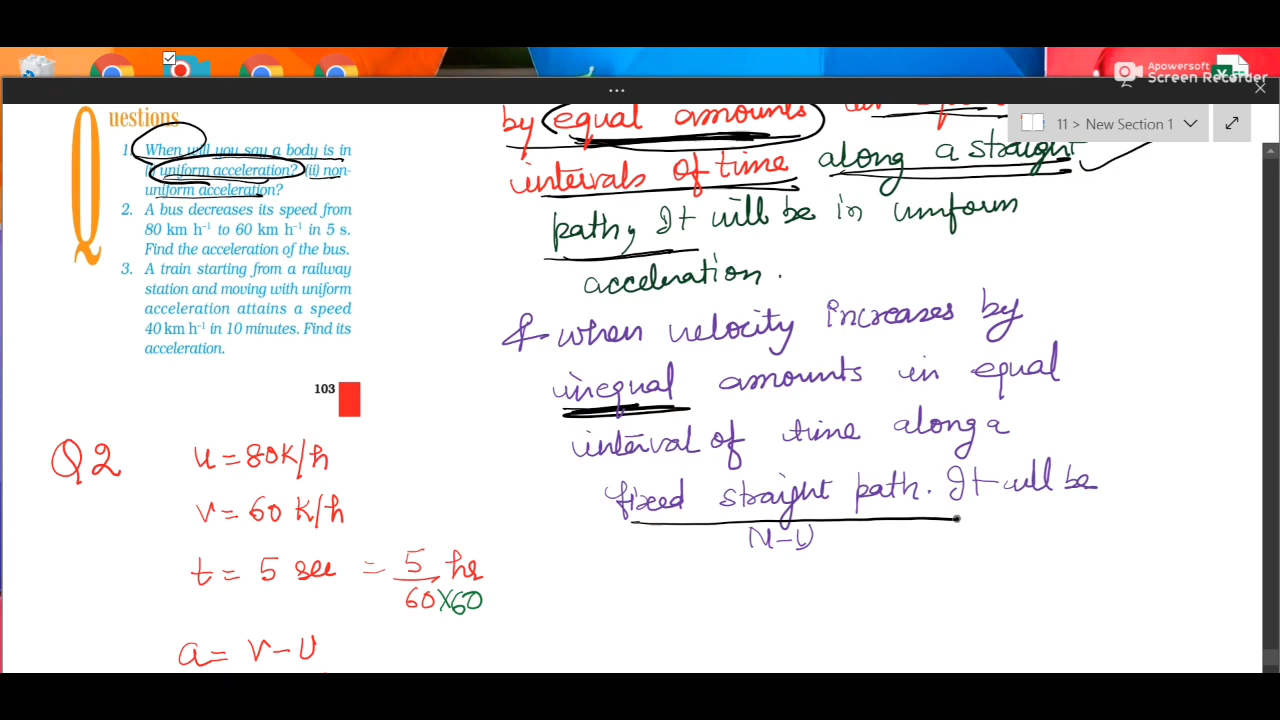 Apowersoft
Screen Recorder
11 > New Section 1
Questions
1. When will you say a body is in
(i) uniform acceleration? (ii) non-
uniform acceleration?
2. A bus decreases its speed from
80 km h⁻¹ to 60 km h⁻¹ in 5 s.
Find the acceleration of the bus.
3. A train starting from a railway
station and moving with uniform
acceleration attains a speed
40 km h⁻¹ in 10 minutes. Find its
acceleration.
103
Q2
u = 80K/h
v = 60 K/h
t = 5 sec = 5/60×60 hr
a = V-U
by equal amounts
intervals of time along a straight
path, It will be in uniform
acceleration.
when velocity increases by
unequal amounts in equal
interval of time along a
fixed straight path. It will be
N-U